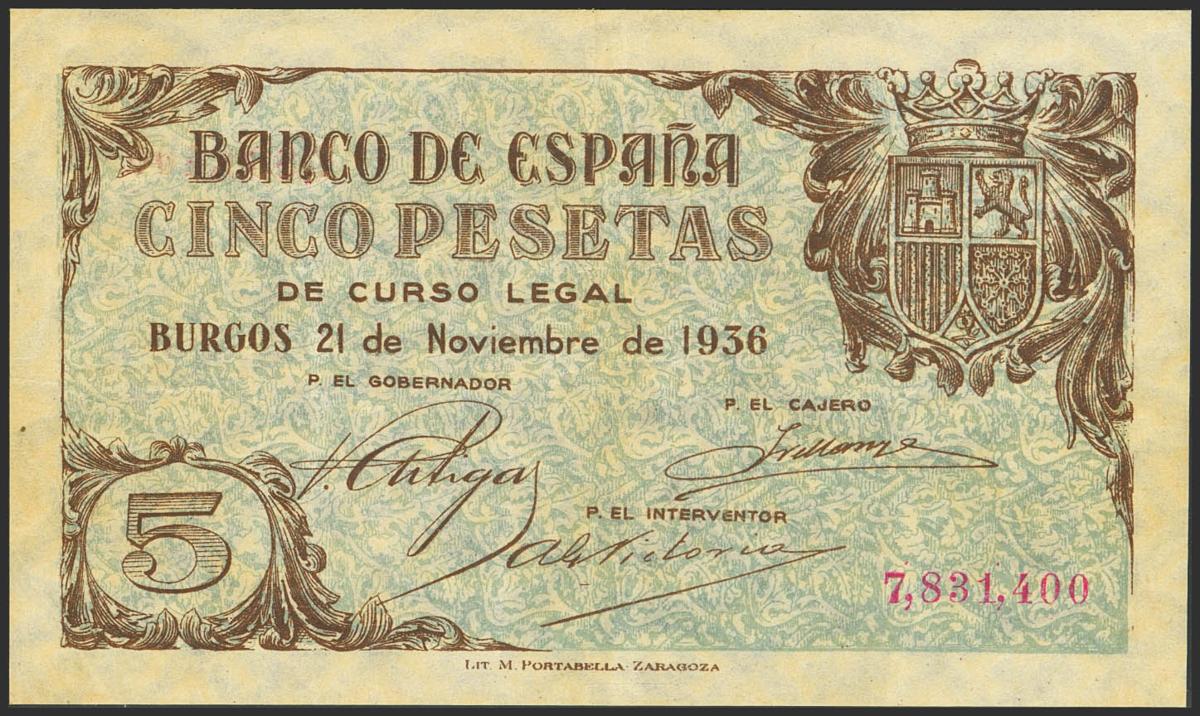 BANCO DE ESPAÑA
CINCO PESETAS
DE CURSO LEGAL
BURGOS 21 de Noviembre de 1936
P. EL GOBERNADOR
P. EL CAJERO
V. Artigas
P. EL INTERVENTOR
5
7,831,400
LIT. M. PORTABELLA-ZARAGOZA